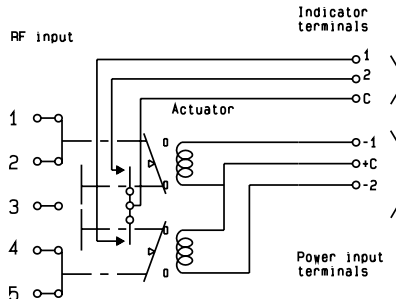 Indicator
terminals
RF input
1
2
C
Actuator
1
2
3
4
5
-1
+C
-2
Power input
terminals